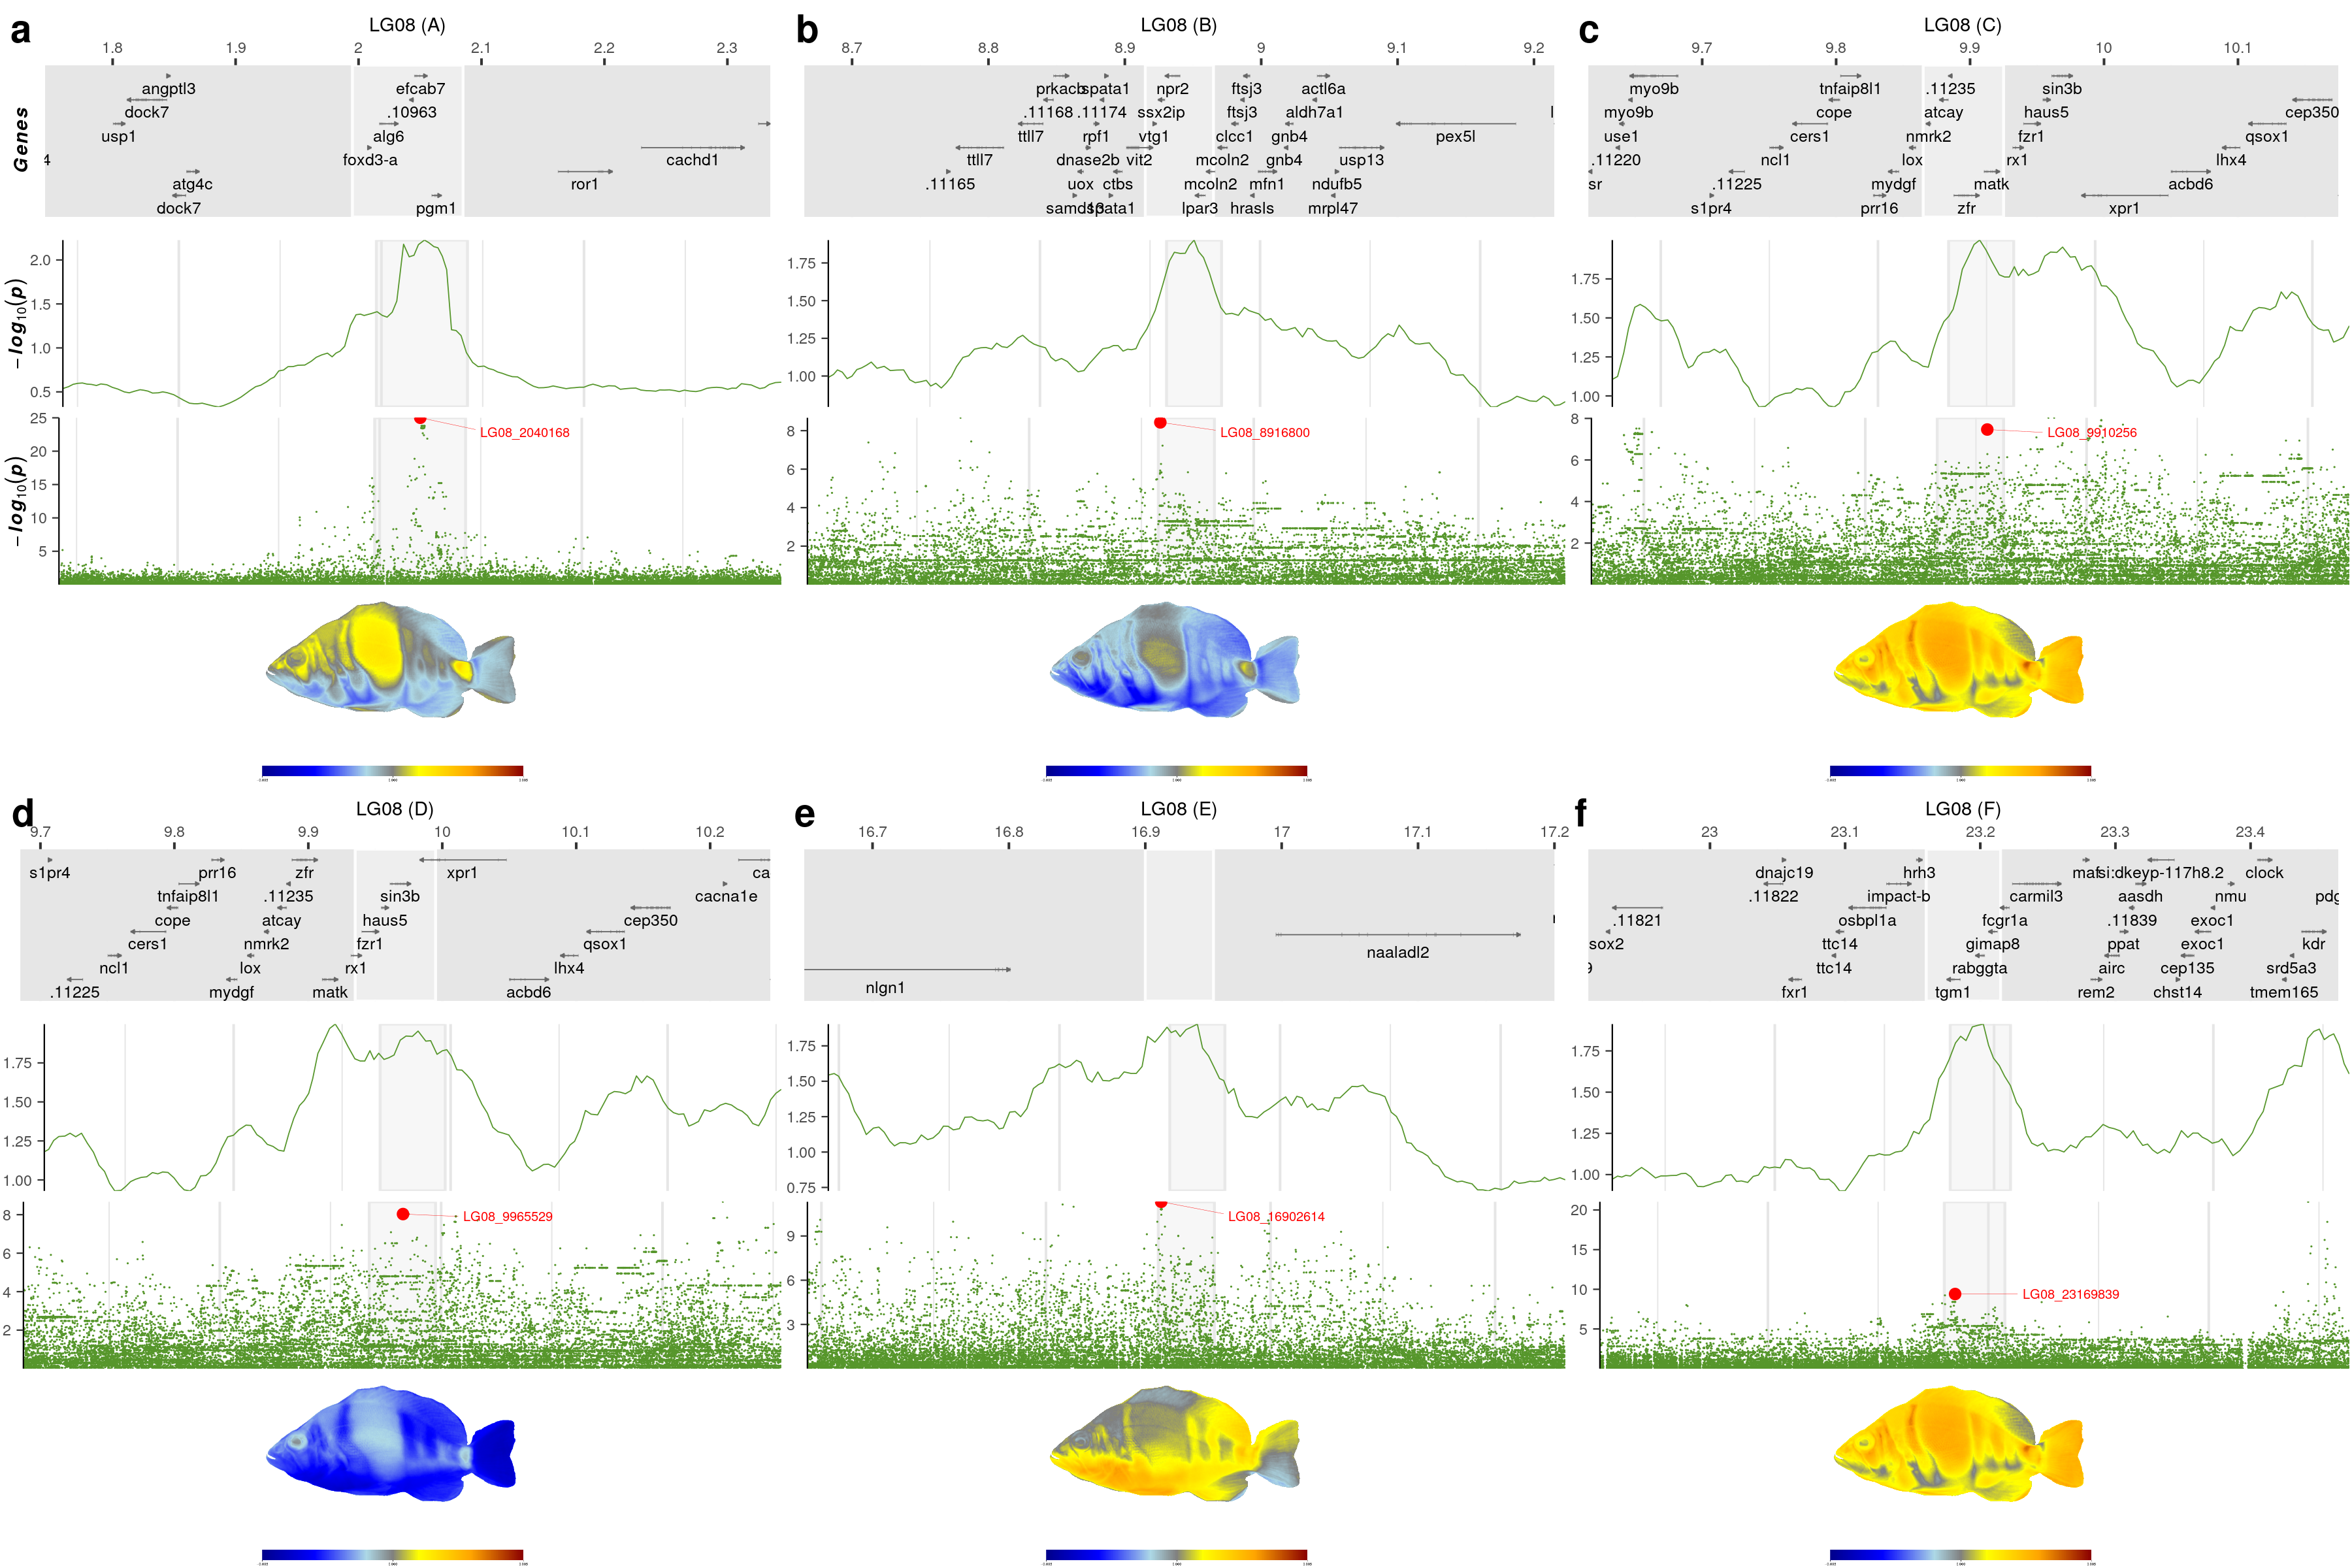 a
LG08 (A)
1.8 1.9 2 2.1 2.2 2.3
Genes
angptl3 efcab7
dock7 .10963
usp1 alg6
4 foxd3-a cachd1
atg4c ror1
dock7 pgm1
−log10(p)
2.0
1.5
1.0
0.5
−log10(p)
25
20
15
10
5
LG08_2040168
b
LG08 (B)
8.7 8.8 8.9 9 9.1 9.2
prkacb spata1 npr2 ftsj3 actl6a
.11168 .11174 ssx2ip ftsj3 aldh7a1
ttll7 rpf1 vtg1 clcc1 gnb4 pex5l
ttll7 dnase2b vit2 mcoln2 gnb4 usp13
.11165 uox ctbs mcoln2 mfn1 ndufb5
samd13 spata1 lpar3 hrasls mrpl47
1.75
1.50
1.25
1.00
8
6
4
2
LG08_8916800
c
LG08 (C)
9.7 9.8 9.9 10 10.1
myo9b tnfaip8l1 .11235 sin3b
myo9b cope atcay haus5 cep350
use1 cers1 nmrk2 fzr1 qsox1
.11220 ncl1 lox rx1 lhx4
sr .11225 mydgf matk acbd6
s1pr4 prr16 zfr xpr1
1.75
1.50
1.25
1.00
8
6
4
2
LG08_9910256
d
LG08 (D)
9.7 9.8 9.9 10 10.1 10.2
s1pr4 prr16 zfr xpr1 ca
tnfaip8l1 .11235 sin3b cacna1e
cope atcay haus5 cep350
cers1 nmrk2 fzr1 qsox1
ncl1 lox rx1 lhx4
.11225 mydgf matk acbd6
1.75
1.50
1.25
1.00
8
6
4
2
LG08_9965529
e
LG08 (E)
16.7 16.8 16.9 17 17.1 17.2
naaladl2
nlgn1
1.75
1.50
1.25
1.00
0.75
9
6
3
LG08_16902614
f
LG08 (F)
23 23.1 23.2 23.3 23.4
dnajc19 hrh3 maf si:dkeyp-117h8.2 clock
.11822 impact-b carmil3 aasdh nmu pdg
.11821 osbpl1a fcgr1a .11839 exoc1
sox2 ttc14 gimap8 ppat exoc1 kdr
ttc14 rabggta airc cep135 srd5a3
fxr1 tgm1 rem2 chst14 tmem165
1.75
1.50
1.25
1.00
20
15
10
5
LG08_23169839